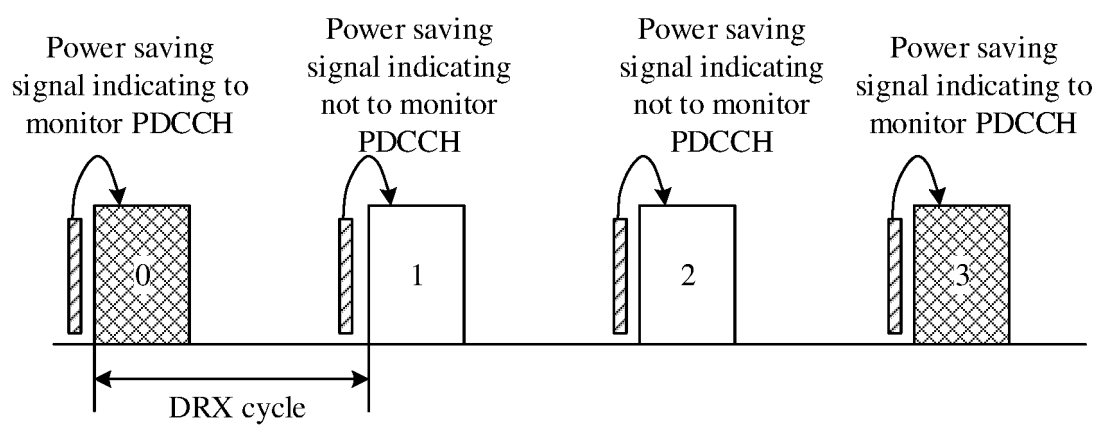 Power saving
signal indicating to
monitor PDCCH
Power saving
signal indicating
not to monitor
PDCCH
Power saving
signal indicating
not to monitor
PDCCH
Power saving
signal indicating to
monitor PDCCH
0
1
2
3
DRX cycle